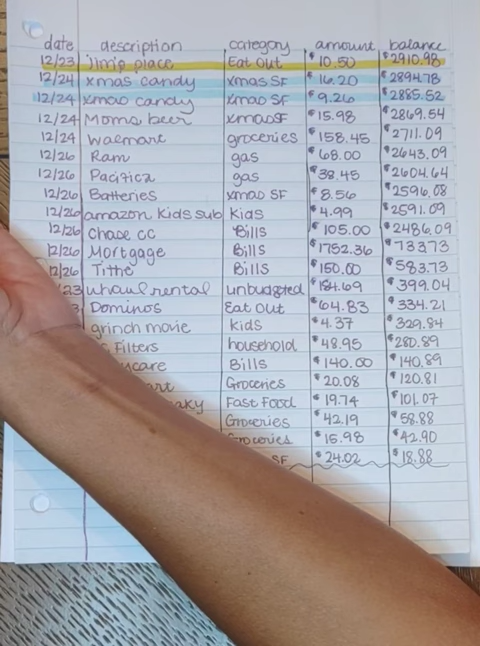 date description category amount balance
12/23 place Eat Out $10.50 $2910.98
12/24 xmas candy xmas SF $16.20 $2894.78
12/24 xmas candy xmas SF $9.26 $2885.52
12/24 Moms beer xmas SF $15.98 $2869.54
12/24 walmart groceries $158.45 $2711.09
12/26 Ram gas $68.00 $2643.09
12/26 Pacifica gas $38.45 $2604.64
12/26 Batteries xmas SF $8.56 $2596.08
12/26 amazon Kids sub Kids $4.99 $2591.09
12/26 Chase CC Bills $105.00 $2486.09
12/26 Mortgage Bills $1752.36 $733.73
12/26 Tithe Bills $150.00 $583.73
23 uhaul rental unbudgeted $184.69 $399.04
Dominos Eat Out $64.83 $334.21
grinch movie Kids $4.37 $329.84
Filters household $48.95 $280.89
care Bills $140.00 $140.89
Groceries $20.08 $120.81
Fast Food $19.74 $101.07
Groceries $42.19 $58.88
Groceries $15.98 $42.90
SF $24.02 $18.88